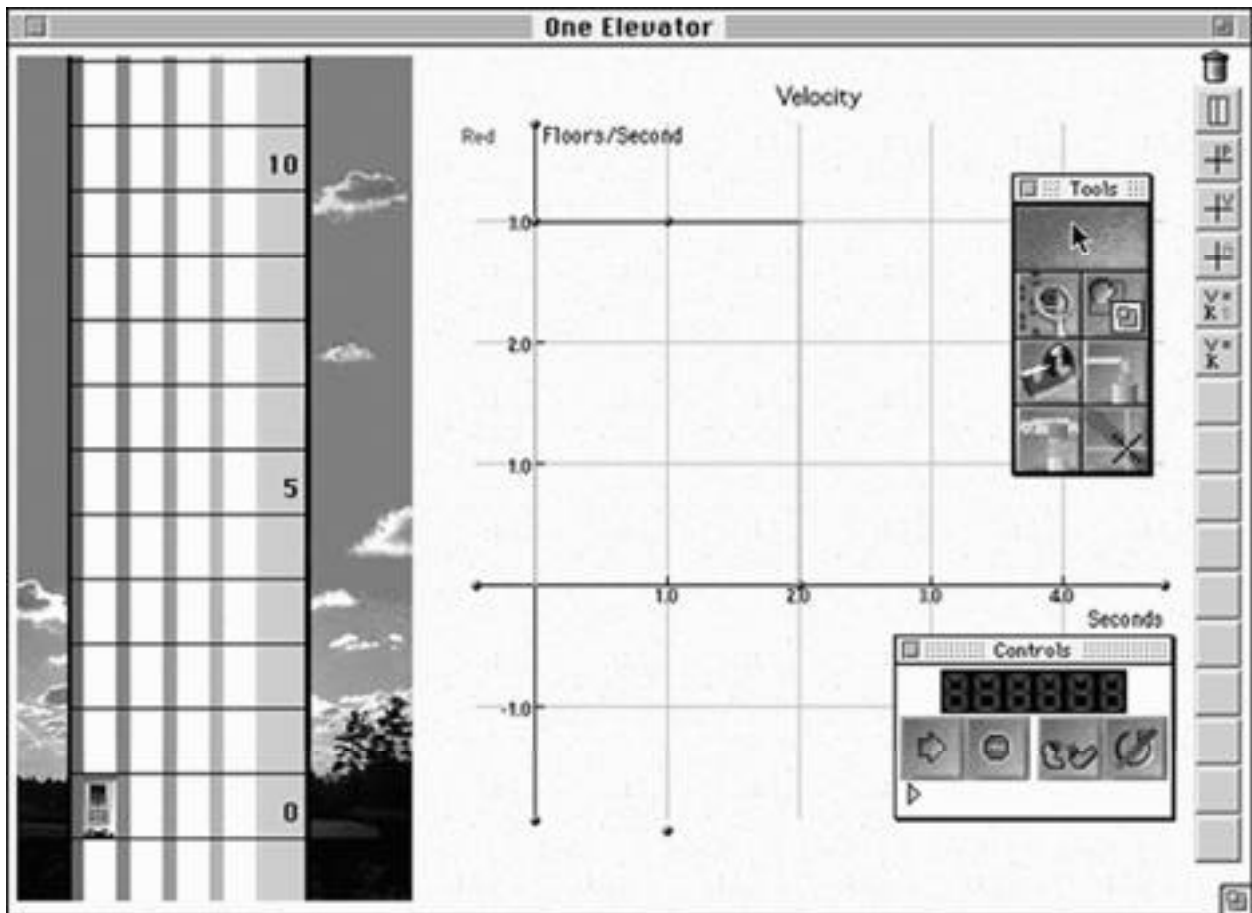 One Elevator
Velocity
Red
Floors/Second
3.0
2.0
1.0
-1.0
1.0 2.0 3.0 4.0
Seconds
10
5
0
Tools
P
V
V =
K
V =
K
Controls